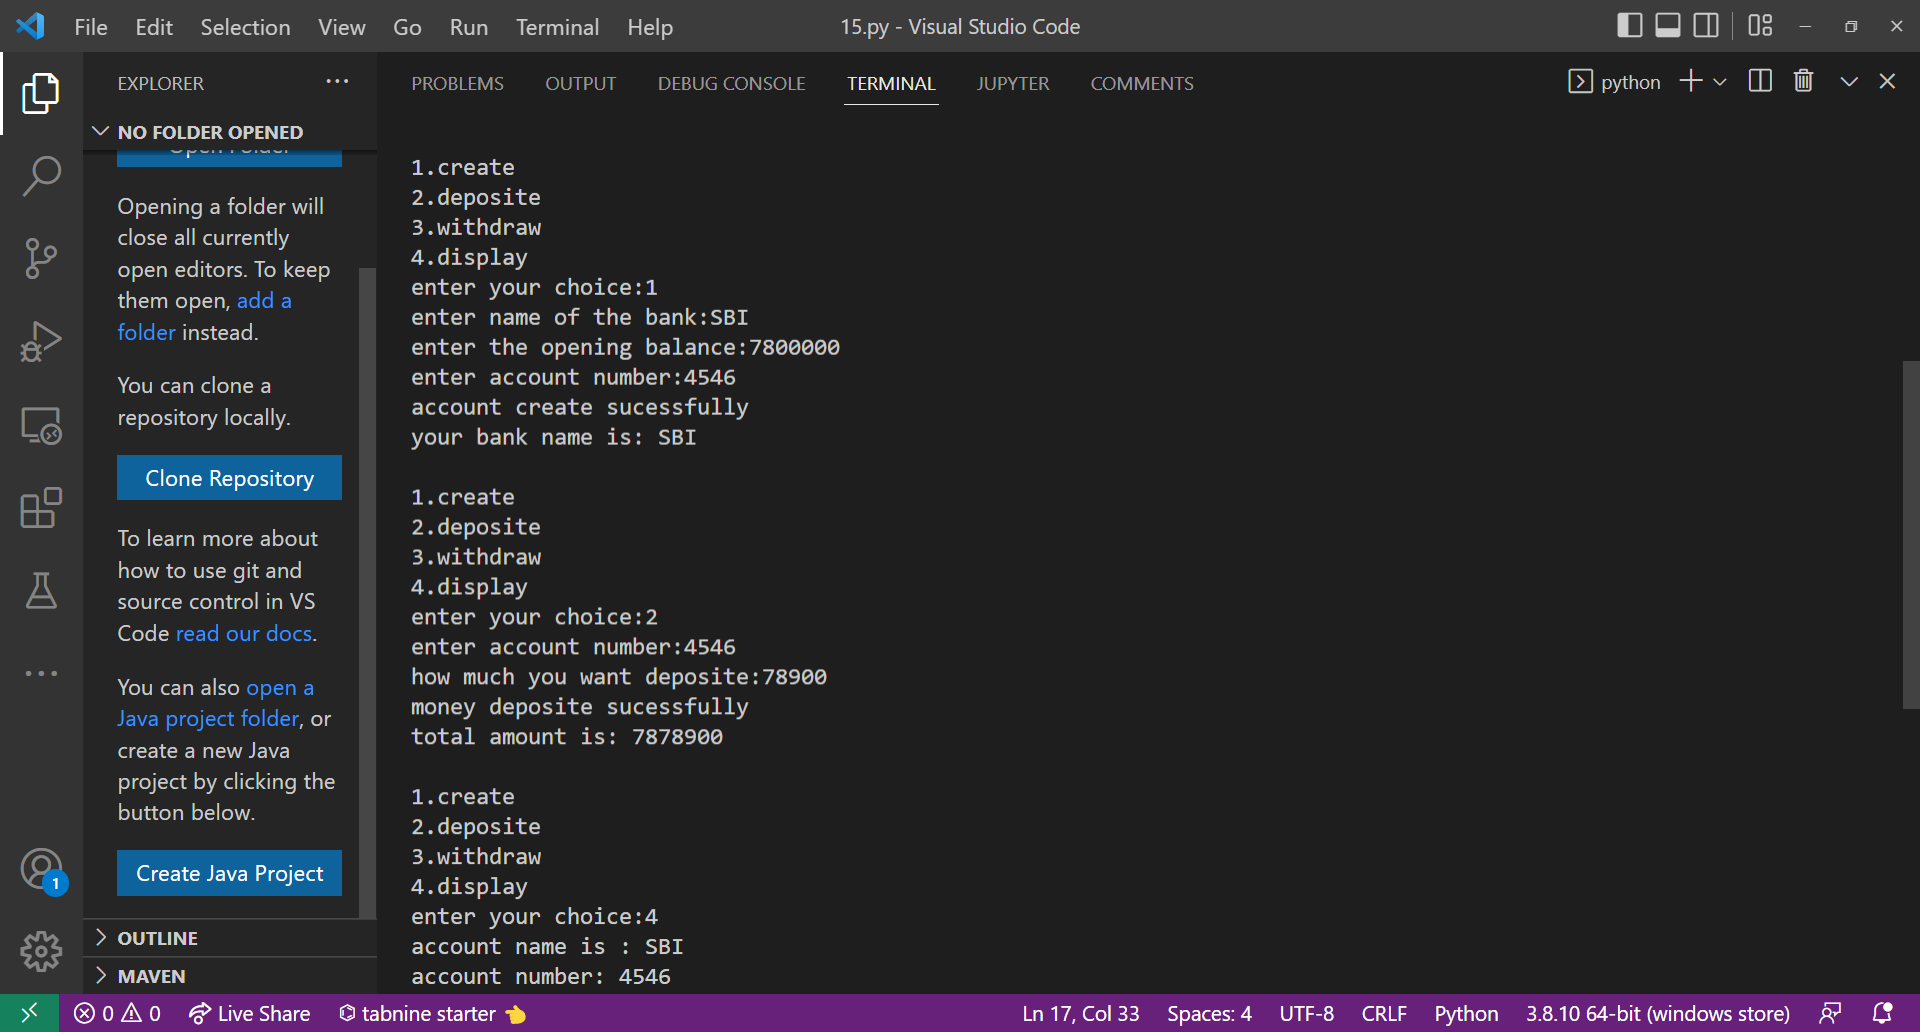 File Edit Selection View Go Run Terminal Help 15.py - Visual Studio Code
EXPLORER
NO FOLDER OPENED
Open Folder
Opening a folder will
close all currently
open editors. To keep
them open, add a
folder instead.
You can clone a
repository locally.
Clone Repository
To learn more about
how to use git and
source control in VS
Code read our docs.
You can also open a
Java project folder, or
create a new Java
project by clicking the
button below.
Create Java Project
OUTLINE
MAVEN
1
PROBLEMS OUTPUT DEBUG CONSOLE TERMINAL JUPYTER COMMENTS python
1.create
2.deposite
3.withdraw
4.display
enter your choice:1
enter name of the bank:SBI
enter the opening balance:7800000
enter account number:4546
account create sucessfully
your bank name is: SBI
1.create
2.deposite
3.withdraw
4.display
enter your choice:2
enter account number:4546
how much you want deposite:78900
money deposite sucessfully
total amount is: 7878900
1.create
2.deposite
3.withdraw
4.display
enter your choice:4
account name is : SBI
account number: 4546
0 0 Live Share tabnine starter Ln 17, Col 33 Spaces: 4 UTF-8 CRLF Python 3.8.10 64-bit (windows store)